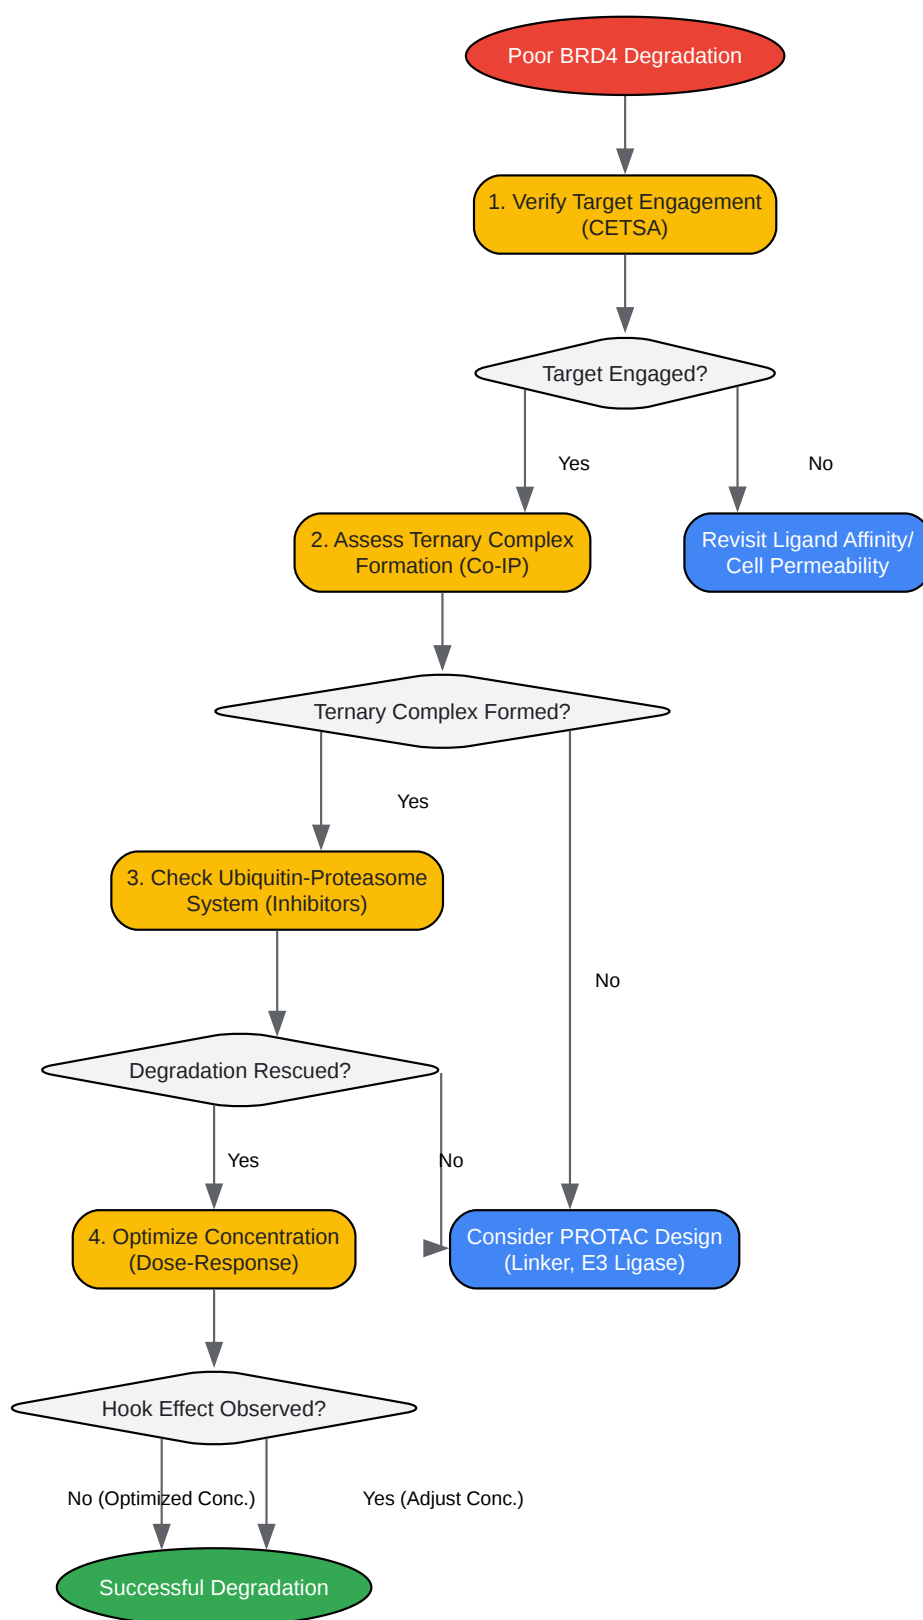 Poor BRD4 Degradation
1. Verify Target Engagement
(CETSA)
Target Engaged?
Yes
No
2. Assess Ternary Complex
Formation (Co-IP)
Revisit Ligand Affinity/
Cell Permeability
Ternary Complex Formed?
Yes
3. Check Ubiquitin-Proteasome
System (Inhibitors)
No
Degradation Rescued?
Yes
No
4. Optimize Concentration
(Dose-Response)
Consider PROTAC Design
(Linker, E3 Ligase)
Hook Effect Observed?
No (Optimized Conc.)
Yes (Adjust Conc.)
Successful Degradation